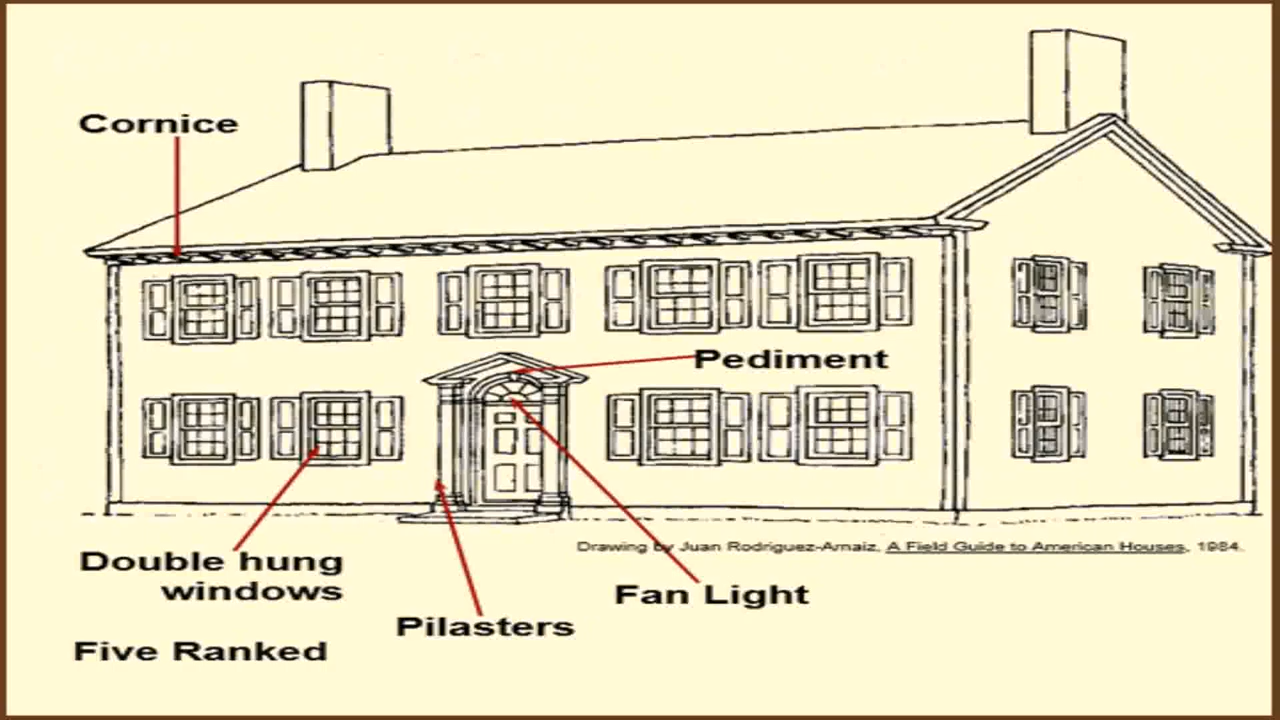 Cornice
Pediment
Drawing by Juan Rodriguez-Arnaiz, A Field Guide to American Houses, 1984.
Double hung
windows
Fan Light
Pilasters
Five Ranked